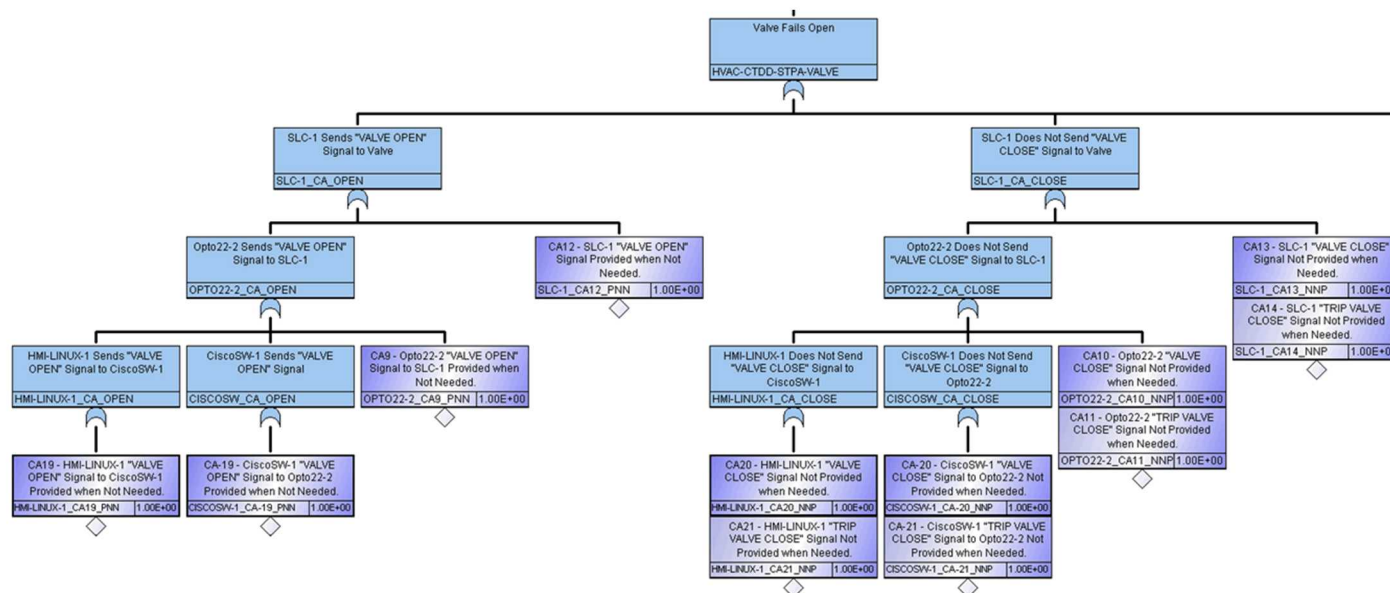 Valve Fails Open
HVAC-CTDD-STPA-VALVE
SLC-1 Sends "VALVE OPEN"
Signal to Valve
SLC-1_CA_OPEN
SLC-1 Does Not Send "VALVE
CLOSE" Signal to Valve
SLC-1_CA_CLOSE
Opto22-2 Sends "VALVE OPEN"
Signal to SLC-1
OPTO22-2_CA_OPEN
CA12 - SLC-1 "VALVE OPEN"
Signal Provided when Not
Needed.
SLC-1_CA12_PNN 1.00E+00
Opto22-2 Does Not Send
"VALVE CLOSE" Signal to SLC-1
OPTO22-2_CA_CLOSE
CA13 - SLC-1 "VALVE CLOSE"
Signal Not Provided when
Needed.
SLC-1_CA13_NNP 1.00E+0
CA14 - SLC-1 "TRIP VALVE
CLOSE" Signal Not Provided
when Needed.
SLC-1_CA14_NNP 1.00E+0
HMI-LINUX-1 Sends "VALVE
OPEN" Signal to CiscoSW-1
HMI-LINUX-1_CA_OPEN
CiscoSW-1 Sends "VALVE
OPEN" Signal
CISCOSW_CA_OPEN
CA9 - Opto22-2 "VALVE OPEN"
Signal to SLC-1 Provided when
Not Needed.
OPTO22-2_CA9_PNN 1.00E+00
HMI-LINUX-1 Does Not Send
"VALVE CLOSE" Signal to
CiscoSW-1
HMI-LINUX-1_CA_CLOSE
CiscoSW-1 Does Not Send
"VALVE CLOSE" Signal to
Opto22-2
CISCOSW_CA_CLOSE
CA10 - Opto22-2 "VALVE
CLOSE" Signal Not Provided
when Needed.
OPTO22-2_CA10_NNP 1.00E+00
CA11 - Opto22-2 "TRIP VALVE
CLOSE" Signal Not Provided
when Needed.
OPTO22-2_CA11_NNP 1.00E+00
CA19 - HMI-LINUX-1 "VALVE
OPEN" Signal to CiscoSW-1
Provided when Not Needed.
HMI-LINUX-1_CA19_PNN 1.00E+00
CA-19 - CiscoSW-1 "VALVE
OPEN" Signal to Opto22-2
Provided when Not Needed.
CISCOSW-1_CA-19_PNN 1.00E+00
CA20 - HMI-LINUX-1 "VALVE
CLOSE" Signal Not Provided
when Needed.
HMI-LINUX-1_CA20_NNP 1.00E+00
CA21 - HMI-LINUX-1 "TRIP
VALVE CLOSE" Signal Not
Provided when Needed.
HMI-LINUX-1_CA21_NNP 1.00E+00
CA-20 - CiscoSW-1 "VALVE
CLOSE" Signal to Opto22-2 Not
Provided when Needed.
CISCOSW-1_CA-20_NNP 1.00E+00
CA-21 - CiscoSW-1 "TRIP VALVE
CLOSE" Signal to Opto22-2 Not
Provided when Needed.
CISCOSW-1_CA-21_NNP 1.00E+00